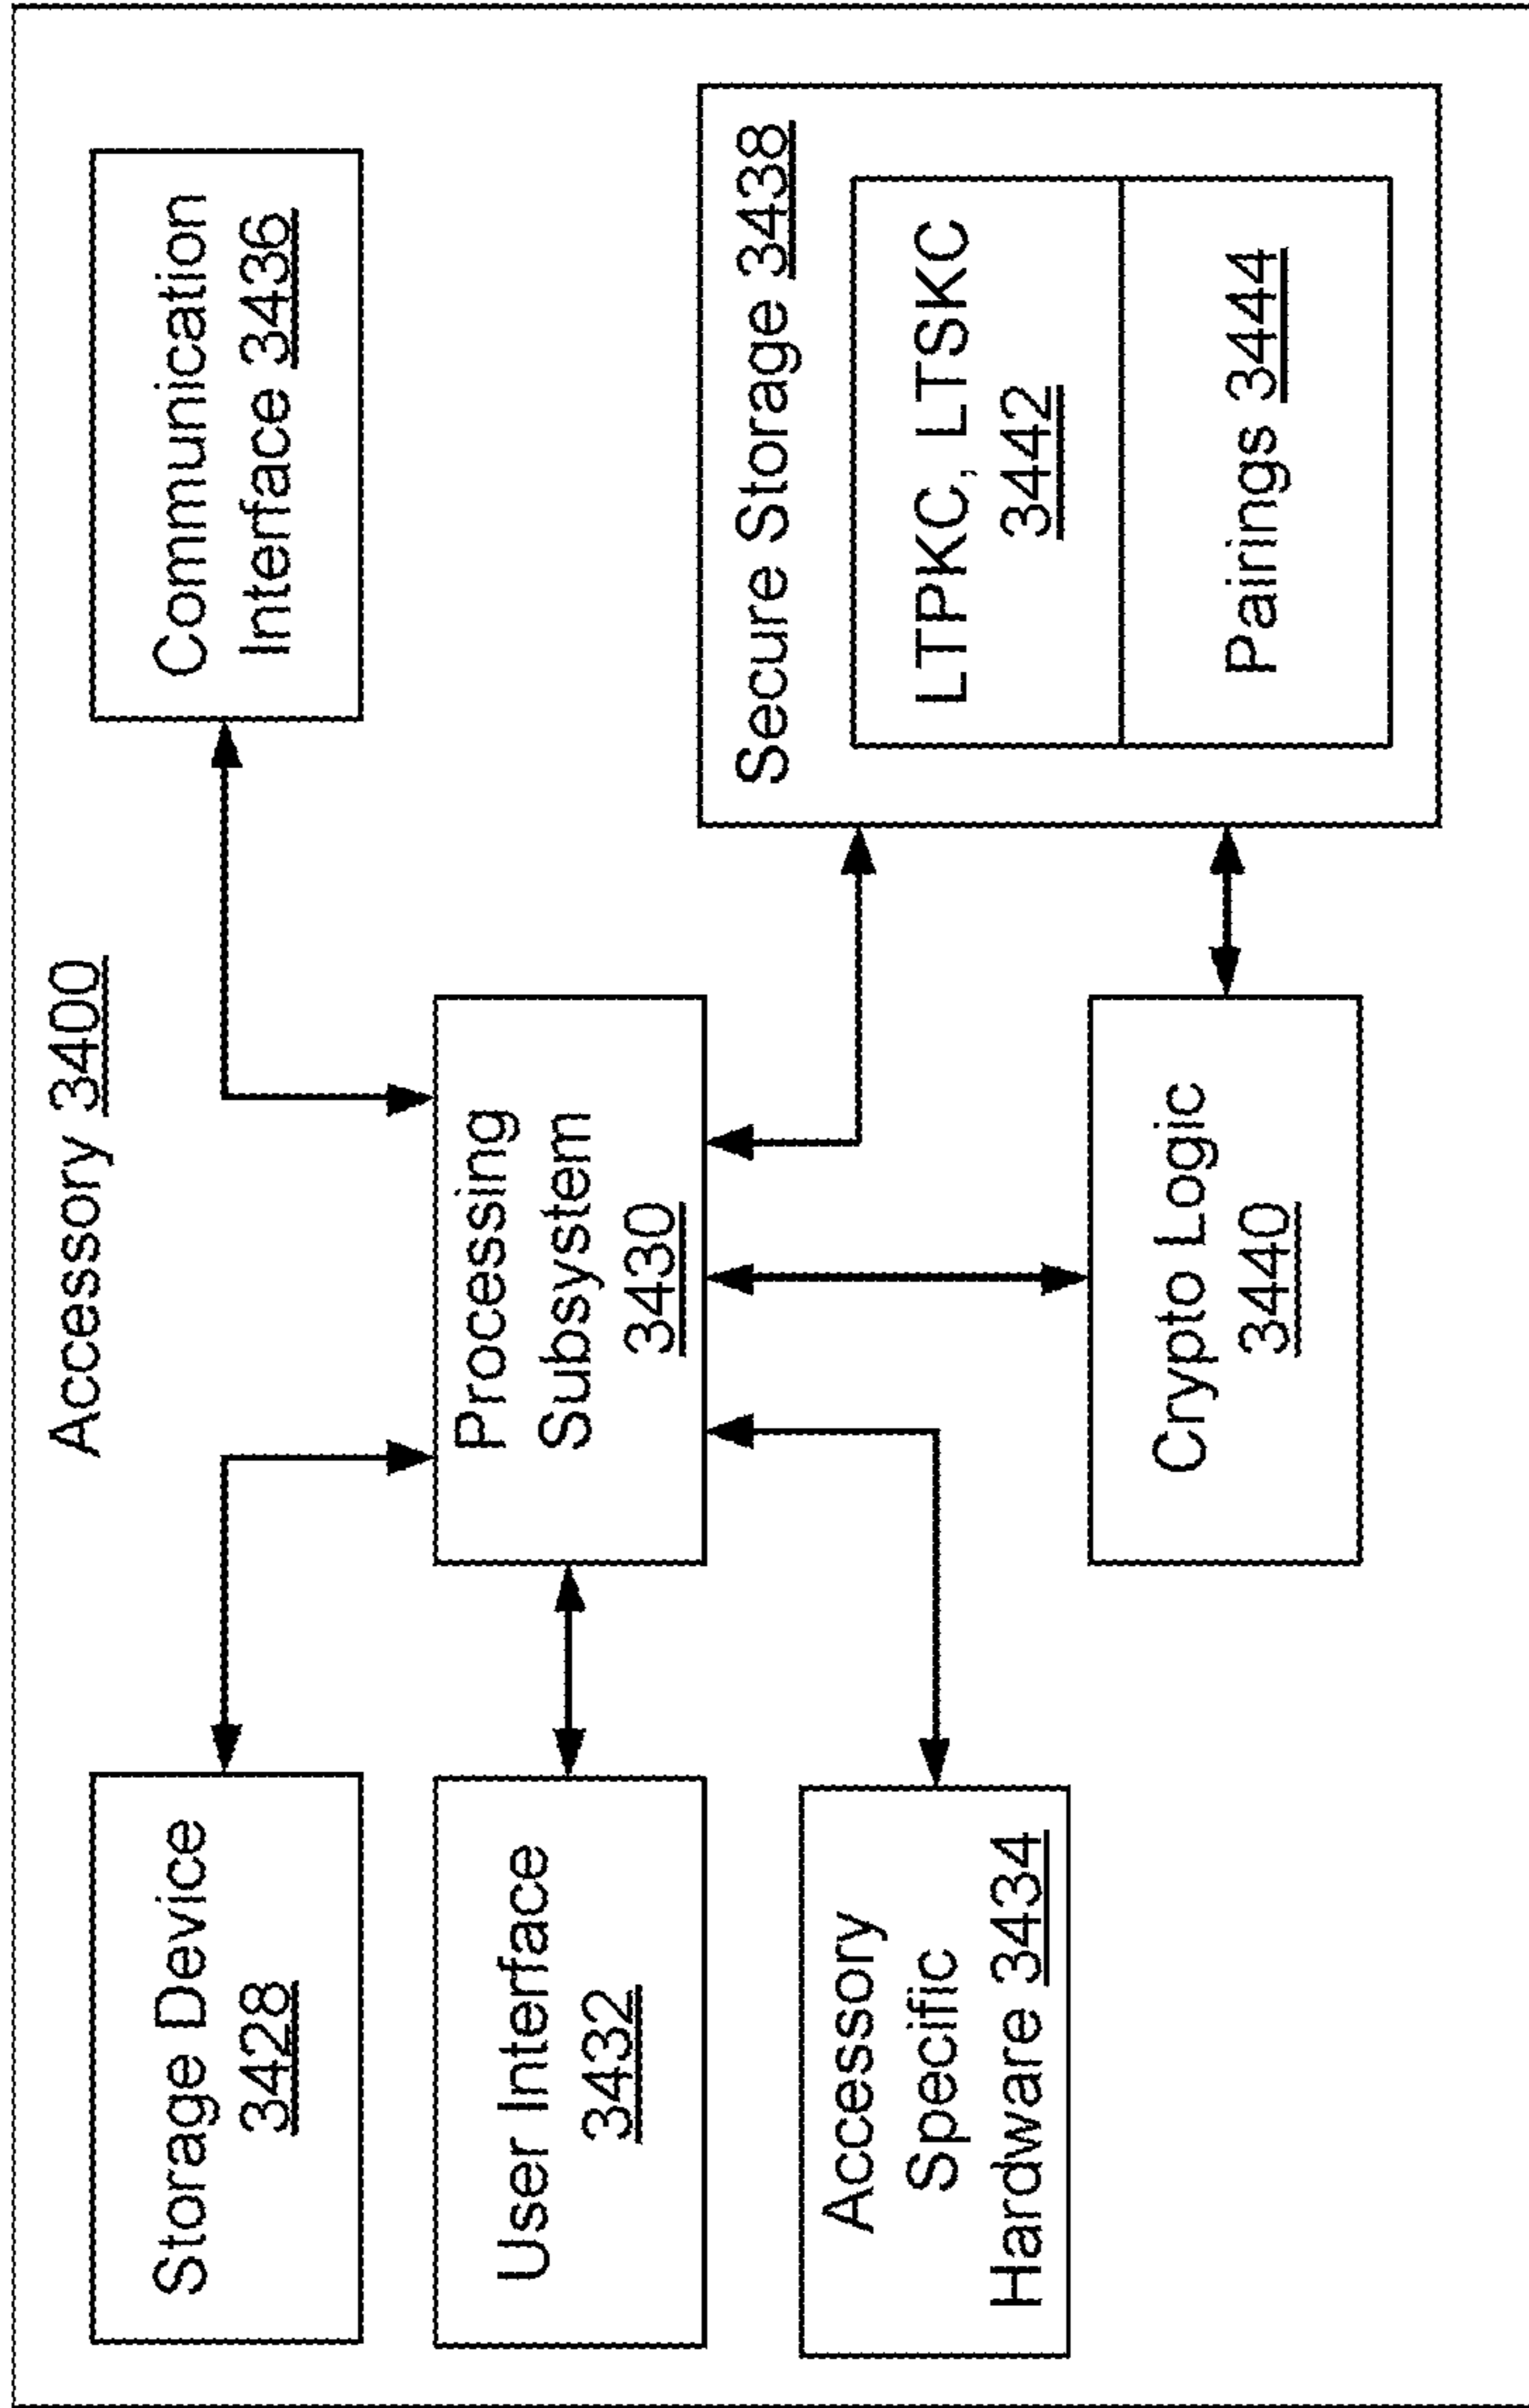 Accessory 3400
Storage Device
3428
Communication
Interface 3436
User Interface
3432
Processing
Subsystem
3430
Accessory
Specific
Hardware 3434
Crypto Logic
3440
Secure Storage 3438
LTPKC, LTSKC
3442
Pairings 3444